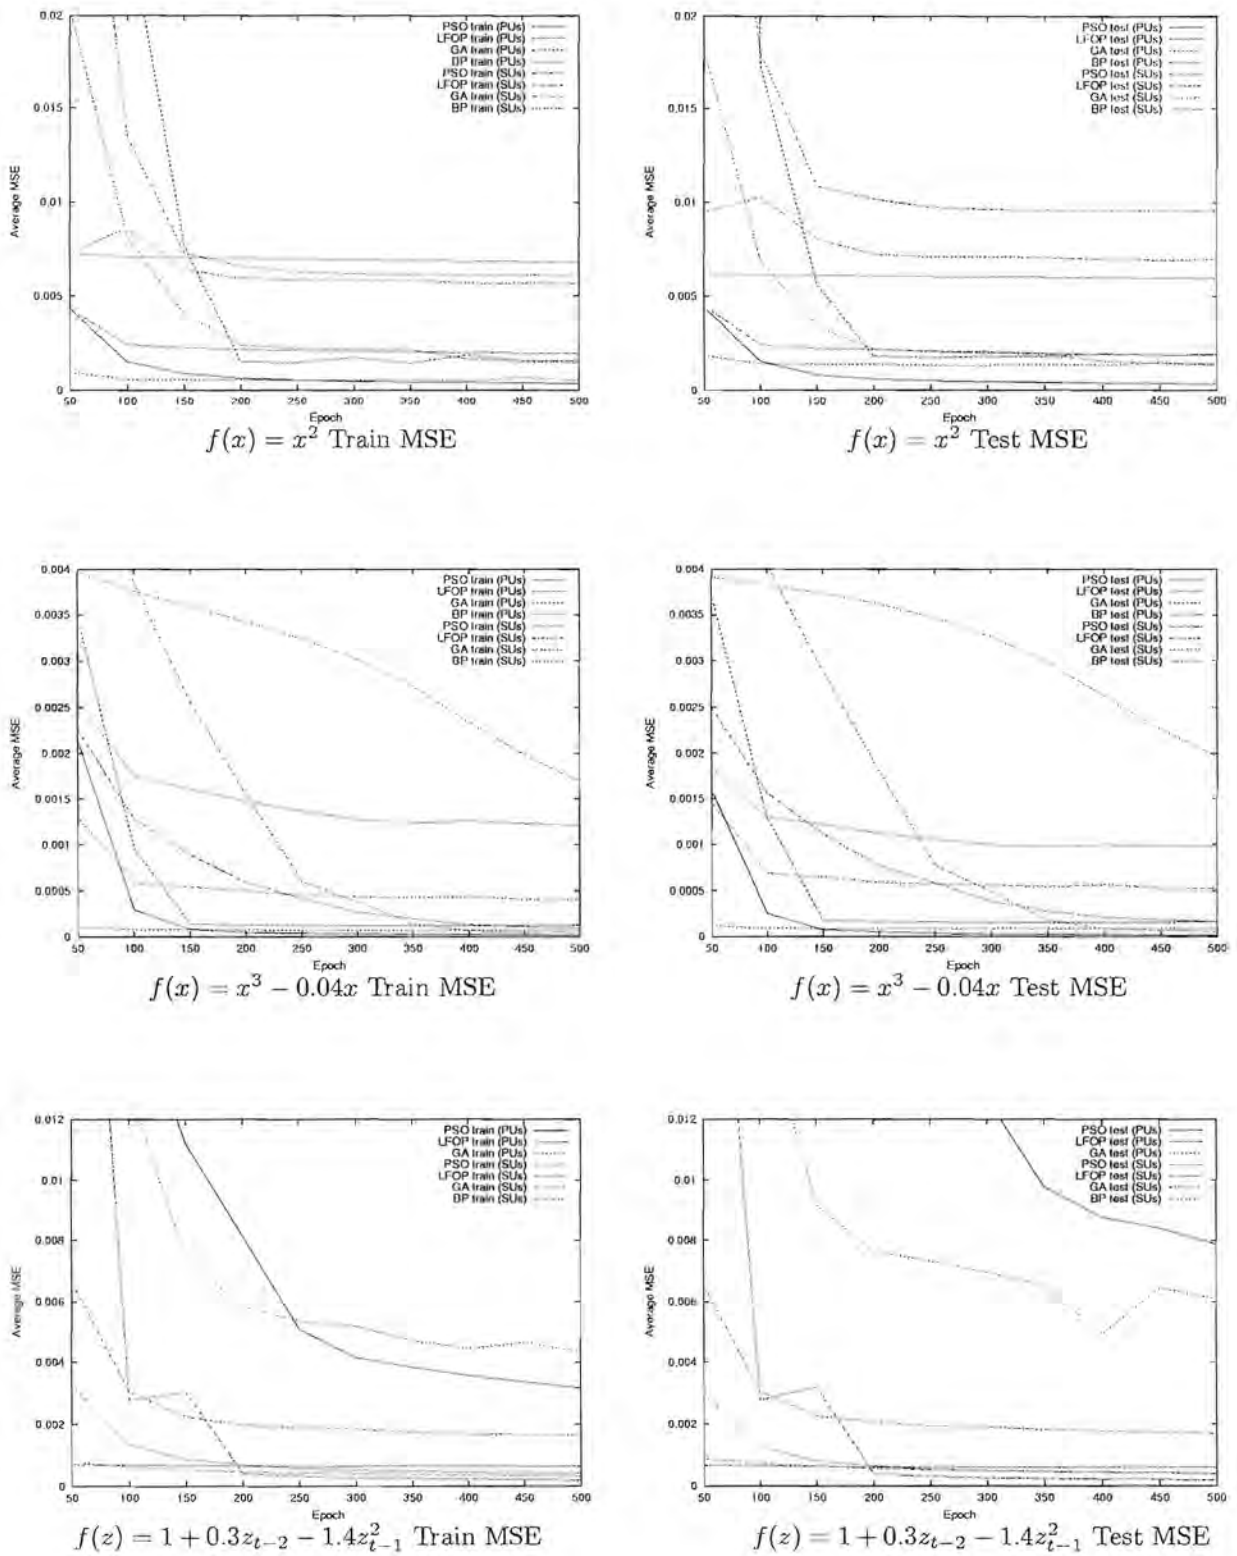 0.02
0.015
0.01
0.005
0
Average MSE
PSO train (PUs)
LFOP train (PUs)
GA train (PUs)
BP train (PUs)
PSO train (SUs)
LFOP train (SUs)
GA train (SUs)
BP train (SUs)
50 100 150 200 250 300 350 400 450 500
Epoch
f(x) = x² Train MSE
0.02
0.015
0.01
0.005
0
Average MSE
PSO test (PUs)
LFOP test (PUs)
GA test (PUs)
BP test (PUs)
PSO test (SUs)
LFOP test (SUs)
GA test (SUs)
BP test (SUs)
50 100 150 200 250 300 350 400 450 500
Epoch
f(x) = x² Test MSE
0.004
0.0035
0.003
0.0025
0.002
0.0015
0.001
0.0005
0
Average MSE
PSO train (PUs)
LFOP train (PUs)
GA train (PUs)
BP train (PUs)
PSO train (SUs)
LFOP train (SUs)
GA train (SUs)
BP train (SUs)
50 100 150 200 250 300 350 400 450 500
Epoch
f(x) = x³ − 0.04x Train MSE
0.004
0.0035
0.003
0.0025
0.002
0.0015
0.001
0.0005
0
Average MSE
PSO test (PUs)
LFOP test (PUs)
GA test (PUs)
BP test (PUs)
PSO test (SUs)
LFOP test (SUs)
GA test (SUs)
BP test (SUs)
50 100 150 200 250 300 350 400 450 500
Epoch
f(x) = x³ − 0.04x Test MSE
0.012
0.01
0.008
0.006
0.004
0.002
0
Average MSE
PSO train (PUs)
LFOP train (PUs)
GA train (PUs)
PSO train (SUs)
LFOP train (SUs)
GA train (SUs)
BP train (SUs)
50 100 150 200 250 300 350 400 450 500
Epoch
f(z) = 1 + 0.3z_{t−2} − 1.4z²_{t−1} Train MSE
0.012
0.01
0.008
0.006
0.004
0.002
0
Average MSE
PSO test (PUs)
LFOP test (PUs)
GA test (PUs)
PSO test (SUs)
LFOP test (SUs)
GA test (SUs)
BP test (SUs)
50 100 150 200 250 300 350 400 450 500
Epoch
f(z) = 1 + 0.3z_{t−2} − 1.4z²_{t−1} Test MSE